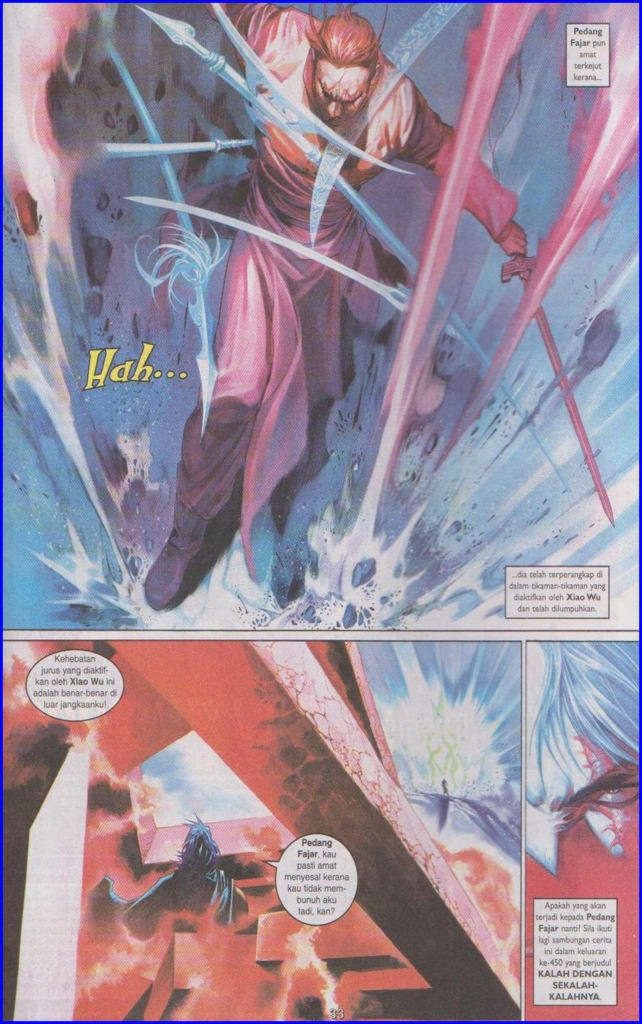 Pedang
Fajar pun
amat
terkejut
kerana...
Hah...
...dia telah terperangkap di
dalam tikaman-tikaman yang
diaktifkan oleh Xiao Wu
dan telah dilumpuhkan.
Kehebatan
jurus yang diaktif-
kan oleh Xiao Wu ini
adalah benar-benar di
luar jangkaanku!
Pedang
Fajar, kau
pasti amat
menyesal kerana
kau tidak mem-
bunuh aku
tadi, kan?
Apakah yang akan
terjadi kepada Pedang
Fajar nanti? Sila ikuti
lagi sambungan cerita
ini dalam keluaran
ke-450 yang berjudul
KALAH DENGAN
SEKALAH-
KALAHNYA.
33